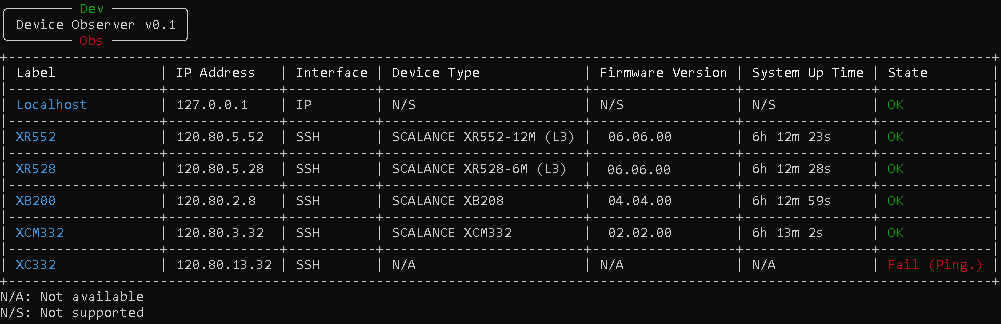 Dev
Device Observer v0.1
Obs
Label | IP Address | Interface | Device Type | Firmware Version | System Up Time | State
Localhost | 127.0.0.1 | IP | N/S | N/S | N/S | OK
XR552 | 120.80.5.52 | SSH | SCALANCE XR552-12M (L3) | 06.06.00 | 6h 12m 23s | OK
XR528 | 120.80.5.28 | SSH | SCALANCE XR528-6M (L3) | 06.06.00 | 6h 12m 28s | OK
XB200 | 120.80.2.8 | SSH | SCALANCE XB208 | 04.04.00 | 6h 12m 59s | OK
XCM332 | 120.80.3.32 | SSH | SCALANCE XCM332 | 02.02.00 | 6h 13m 2s | OK
XC332 | 120.80.13.32 | SSH | N/A | N/A | N/A | Fail (Ping.)
N/A: Not available
N/S: Not supported